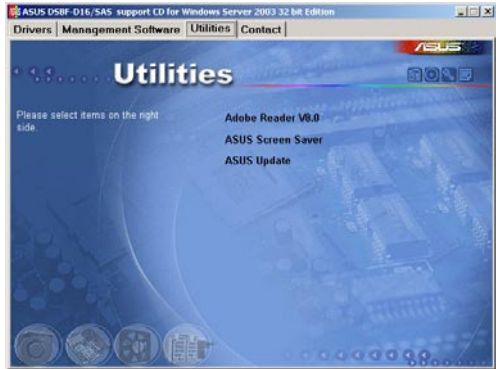 ASUS DSBF-D16/SAS support CD for Windows Server 2003 32 bit Edition
Drivers Management Software Utilities Contact
ASUS
Utilities
Please select items on the right
side.
Adobe Reader V8.0
ASUS Screen Saver
ASUS Update